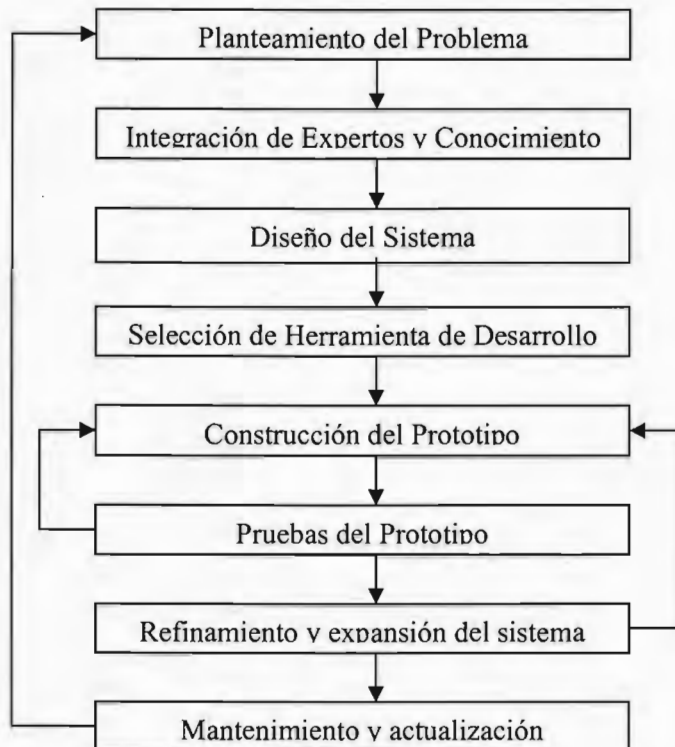 Planteamiento del Problema
Integración de Expertos y Conocimiento
Diseño del Sistema
Selección de Herramienta de Desarrollo
Construcción del Prototipo
Pruebas del Prototipo
Refinamiento y expansión del sistema
Mantenimiento y actualización